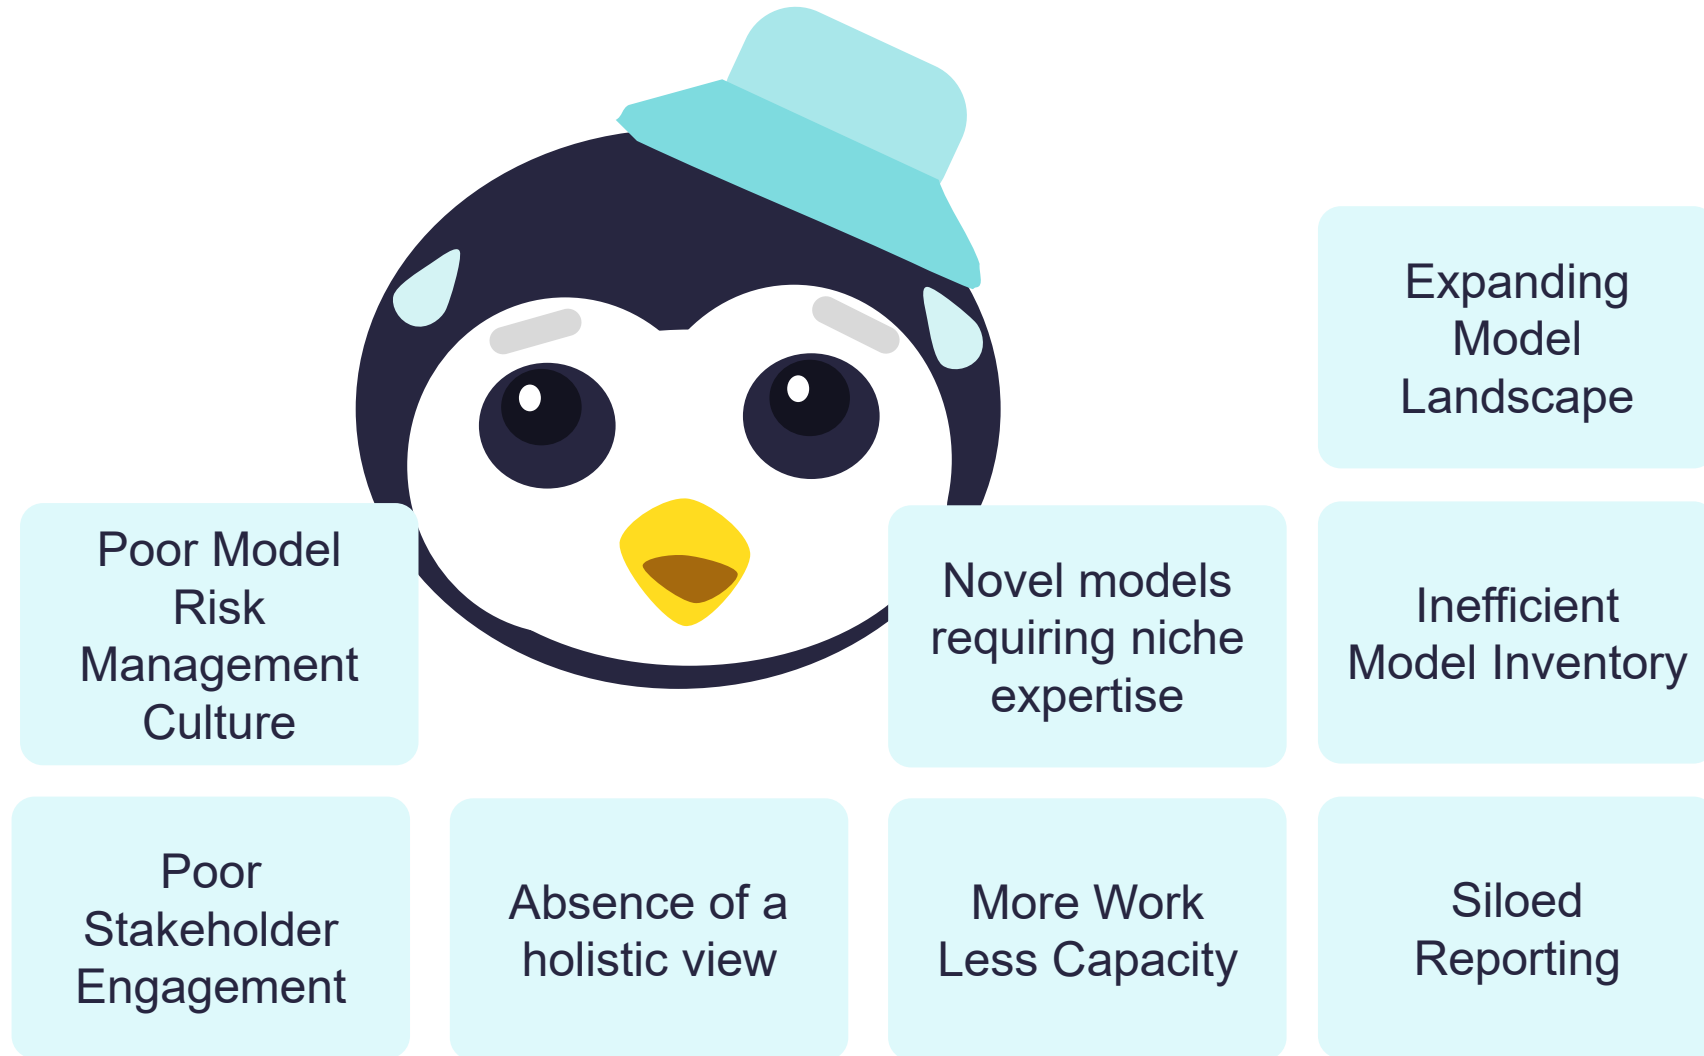 Expanding
Model
Landscape
Poor Model
Risk
Management
Culture
Novel models
requiring niche
expertise
Inefficient
Model Inventory
Poor
Stakeholder
Engagement
Absence of a
holistic view
More Work
Less Capacity
Siloed
Reporting